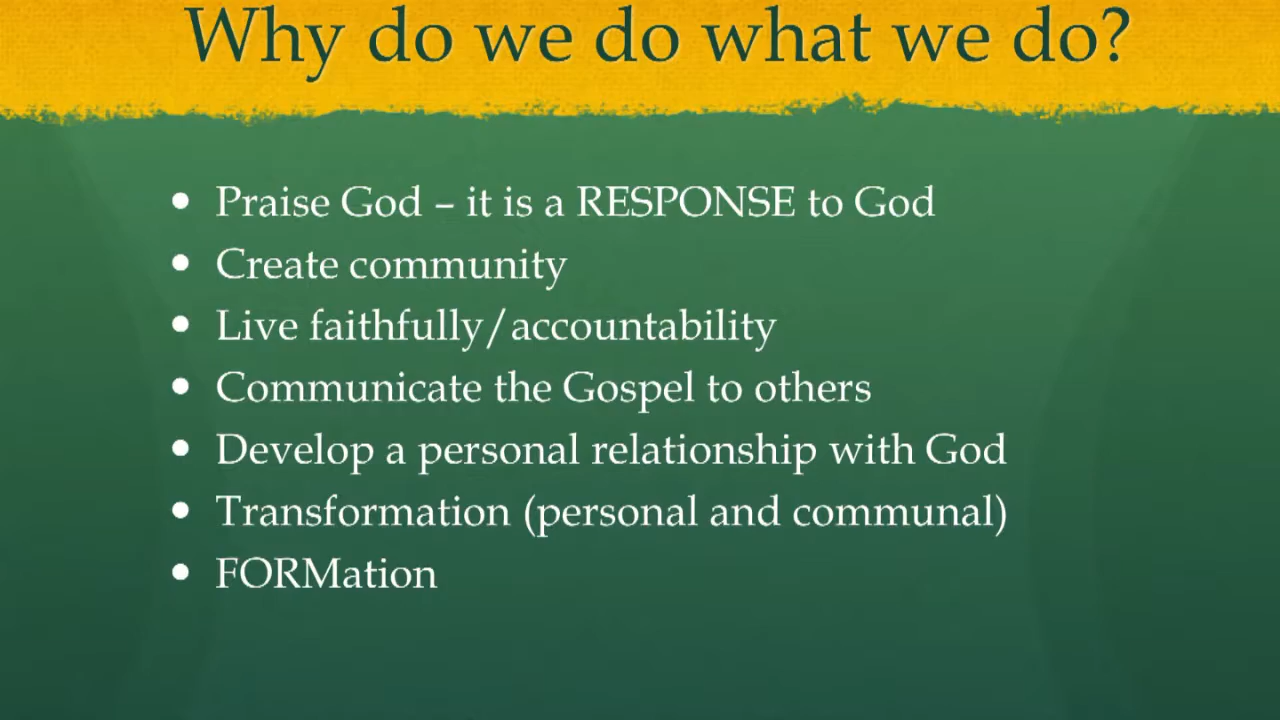 Why do we do what we do?
• Praise God – it is a RESPONSE to God
• Create community
• Live faithfully/accountability
• Communicate the Gospel to others
• Develop a personal relationship with God
• Transformation (personal and communal)
• FORMation